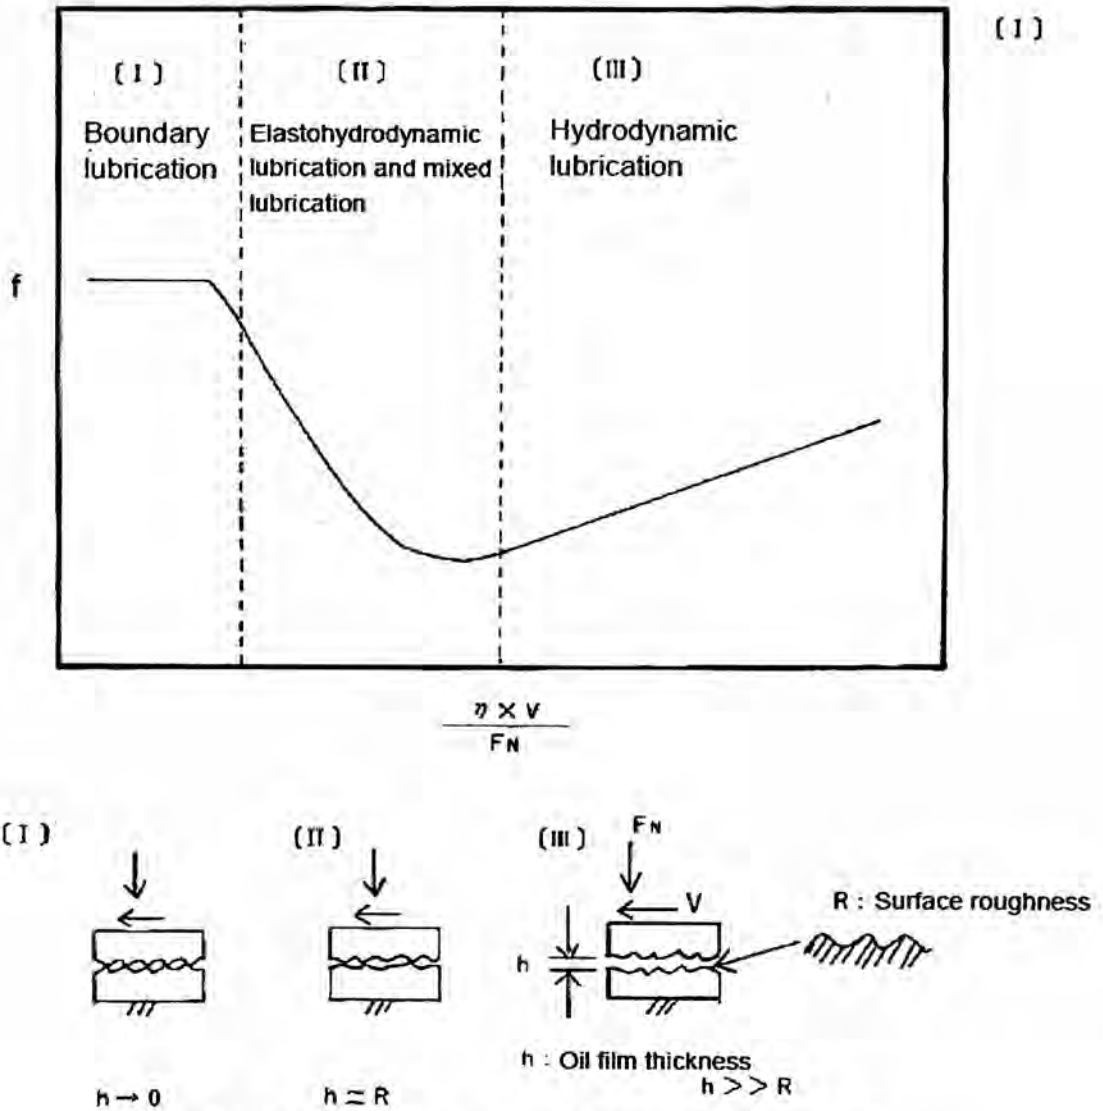 [ I ]
[ I ]
[ II ]
[ III ]
Boundary
lubrication
Elastohydrodynamic
lubrication and mixed
lubrication
Hydrodynamic
lubrication
f
η × V
FN
[ I ]
[ II ]
[ III ]
FN
V
R : Surface roughness
h
h : Oil film thickness
h → 0
h ≃ R
h >> R